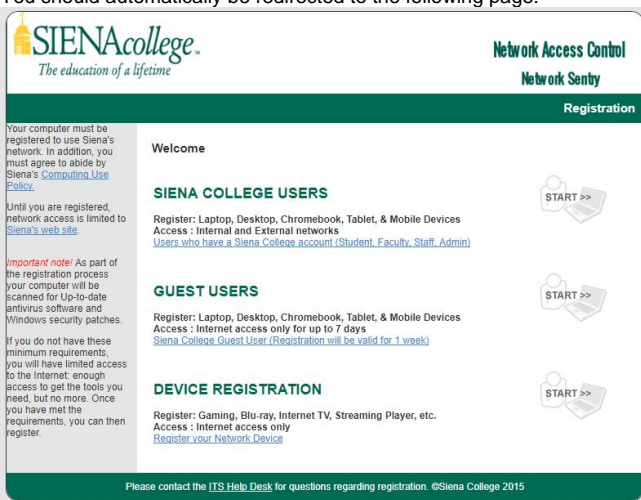 You should automatically be redirected to the following page:
SIENAcollege™
The education of a lifetime
Network Access Control
Network Sentry
Registration
Your computer must be
registered to use Siena's
network. In addition, you
must agree to abide by
Siena's Computing Use
Policy.
Until you are registered,
network access is limited to
Siena's web site.
Important note! As part of
the registration process
your computer will be
scanned for Up-to-date
antivirus software and
Windows security patches.
If you do not have these
minimum requirements,
you will have limited access
to the Internet: enough
access to get the tools you
need, but no more. Once
you have met the
requirements, you can then
register.
Welcome
SIENA COLLEGE USERS
Register: Laptop, Desktop, Chromebook, Tablet, & Mobile Devices
Access : Internal and External networks
Users who have a Siena College account (Student, Faculty, Staff, Admin)
START >>
GUEST USERS
Register: Laptop, Desktop, Chromebook, Tablet, & Mobile Devices
Access : Internet access only for up to 7 days
Siena College Guest User (Registration will be valid for 1 week)
START >>
DEVICE REGISTRATION
Register: Gaming, Blu-ray, Internet TV, Streaming Player, etc.
Access : Internet access only
Register your Network Device
START >>
Please contact the ITS Help Desk for questions regarding registration. ©Siena College 2015